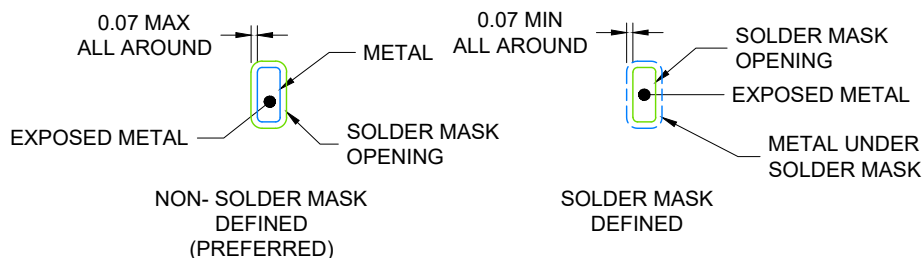 0.07 MAX
ALL AROUND
METAL
EXPOSED METAL
SOLDER MASK
OPENING
NON- SOLDER MASK
DEFINED
(PREFERRED)
0.07 MIN
ALL AROUND
SOLDER MASK
OPENING
EXPOSED METAL
METAL UNDER
SOLDER MASK
SOLDER MASK
DEFINED